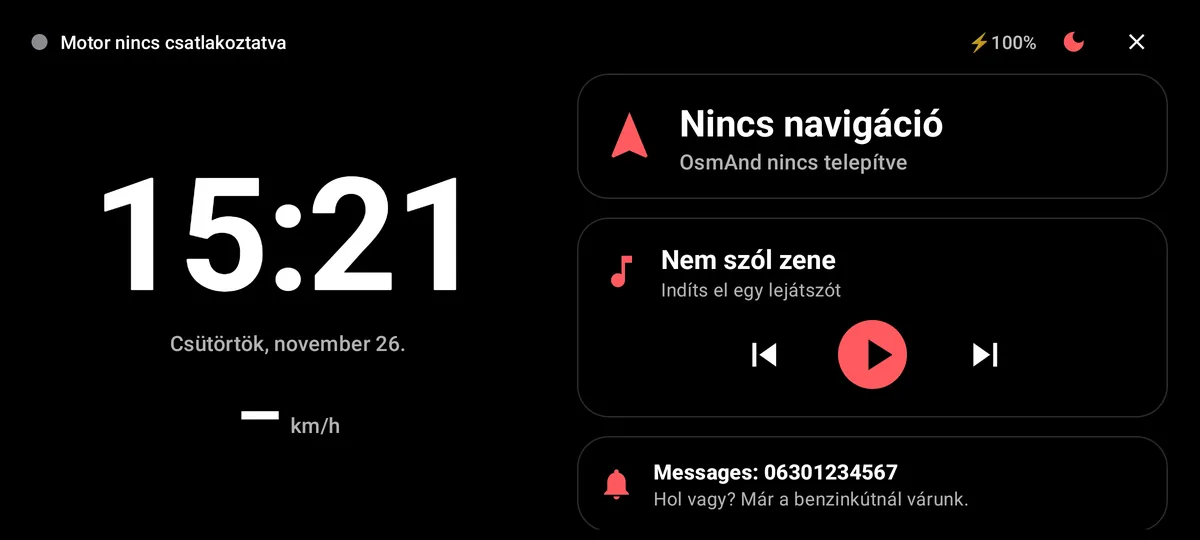 Motor nincs csatlakoztatva
⚡100%
15:21
Csütörtök, november 26.
– km/h
Nincs navigáció
OsmAnd nincs telepítve
Nem szól zene
Indíts el egy lejátszót
Messages: 06301234567
Hol vagy? Már a benzinkútnál várunk.